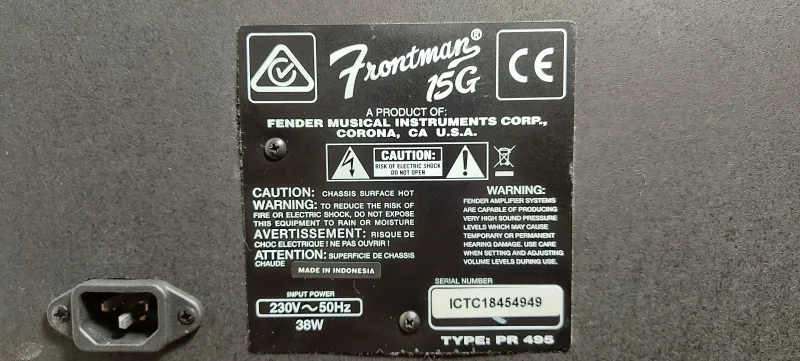 Frontman®
15G
CE
A PRODUCT OF:
FENDER MUSICAL INSTRUMENTS CORP.,
CORONA, CA U.S.A.
CAUTION:
RISK OF ELECTRIC SHOCK
DO NOT OPEN
CAUTION: CHASSIS SURFACE HOT
WARNING: TO REDUCE THE RISK OF
FIRE OR ELECTRIC SHOCK, DO NOT EXPOSE
THIS EQUIPMENT TO RAIN OR MOISTURE
AVERTISSEMENT: RISQUE DE
CHOC ELECTRIQUE ! NE PAS OUVRIR !
ATTENTION: SUPERFICIE DE CHASSIS
CHAUDE
MADE IN INDONESIA
WARNING:
FENDER AMPLIFIER SYSTEMS
ARE CAPABLE OF PRODUCING
VERY HIGH SOUND PRESSURE
LEVELS WHICH MAY CAUSE
TEMPORARY OR PERMANENT
HEARING DAMAGE. USE CARE
WHEN SETTING AND ADJUSTING
VOLUME LEVELS DURING USE.
INPUT POWER
230V~50Hz
38W
SERIAL NUMBER
ICTC18454949
TYPE: PR 495